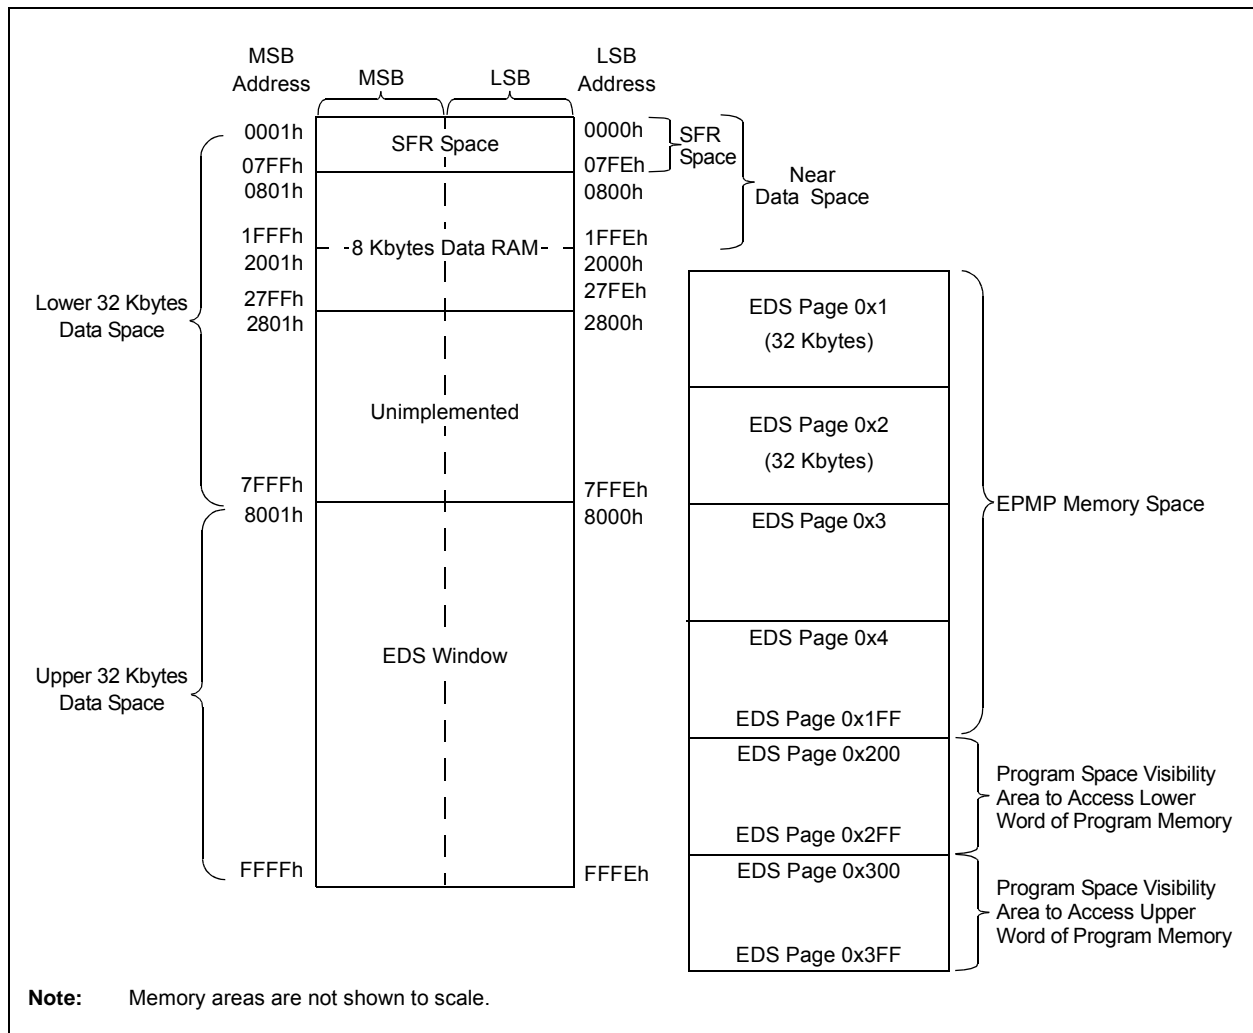 MSB
Address
MSB
LSB
LSB
Address
0001h
SFR Space
0000h
SFR
Space
07FFh
07FEh
0801h
0800h
Near
Data Space
1FFFh
8 Kbytes Data RAM
1FFEh
2001h
2000h
27FFh
27FEh
2801h
2800h
Lower 32 Kbytes
Data Space
Unimplemented
7FFFh
7FFEh
8001h
8000h
EDS Window
Upper 32 Kbytes
Data Space
FFFFh
FFFEh
EDS Page 0x1
(32 Kbytes)
EDS Page 0x2
(32 Kbytes)
EDS Page 0x3
EDS Page 0x4
EDS Page 0x1FF
EPMP Memory Space
EDS Page 0x200
EDS Page 0x2FF
Program Space Visibility
Area to Access Lower
Word of Program Memory
EDS Page 0x300
EDS Page 0x3FF
Program Space Visibility
Area to Access Upper
Word of Program Memory
Note: Memory areas are not shown to scale.